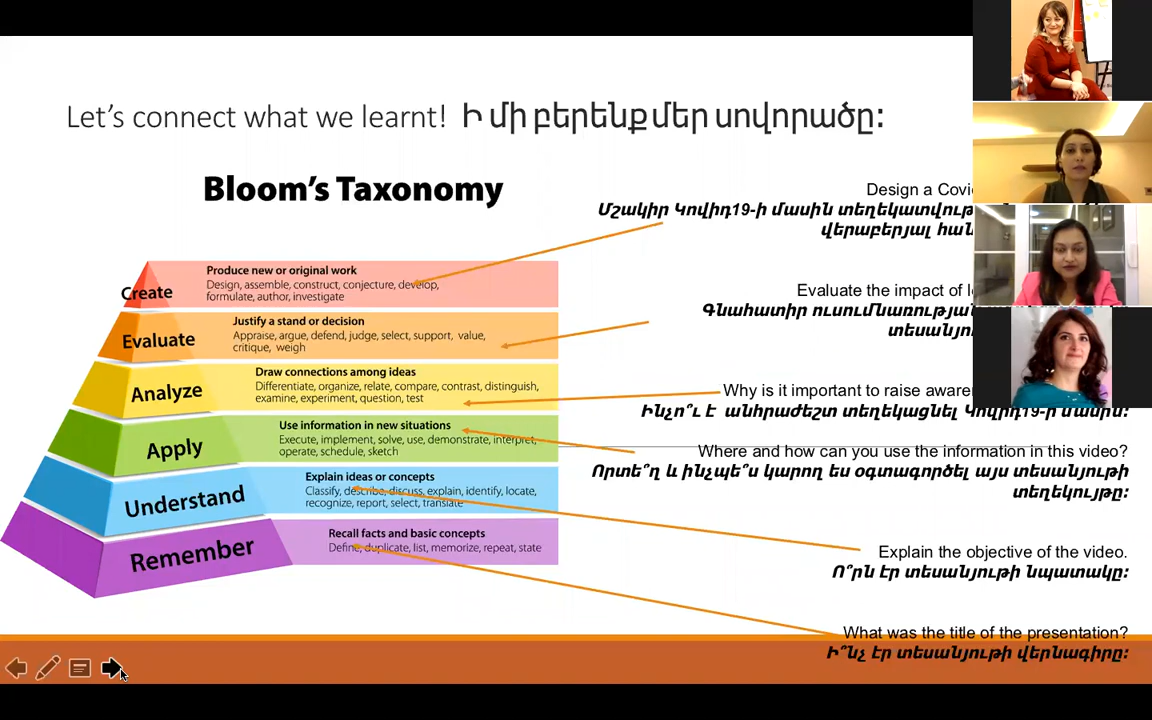 Let's connect what we learnt! Ի մի բերենք մեր սովորածը:
Bloom's Taxonomy
Create
Produce new or original work
Design, assemble, construct, conjecture, develop,
formulate, author, investigate
Evaluate
Justify a stand or decision
Appraise, argue, defend, judge, select, support, value,
critique, weigh
Analyze
Draw connections among ideas
Differentiate, organize, relate, compare, contrast, distinguish,
examine, experiment, question, test
Apply
Use information in new situations
Execute, implement, solve, use, demonstrate, interpret,
operate, schedule, sketch
Understand
Explain ideas or concepts
Classify, describe, discuss, explain, identify, locate,
recognize, report, select, translate
Remember
Recall facts and basic concepts
Define, duplicate, list, memorize, repeat, state
Design a
Մշակիր Կովիդ19-ի մասին
վերաբերյալ
Evaluate the impact of
Գնահատիր
Why is it important to raise
Ինչո՞ւ է անհրաժեշտ տեղեկացնել Կովիդ19-ի մասին:
Where and how can you use the information in this video?
Որտե՞ղ և ինչպե՞ս կարող ես օգտագործել այս տեսանյութի
տեղեկույթը:
Explain the objective of the video.
Ո՞րն էր տեսանյութի նպատակը:
What was the title of the presentation?
Ի՞նչ էր տեսանյութի վերնագիրը: